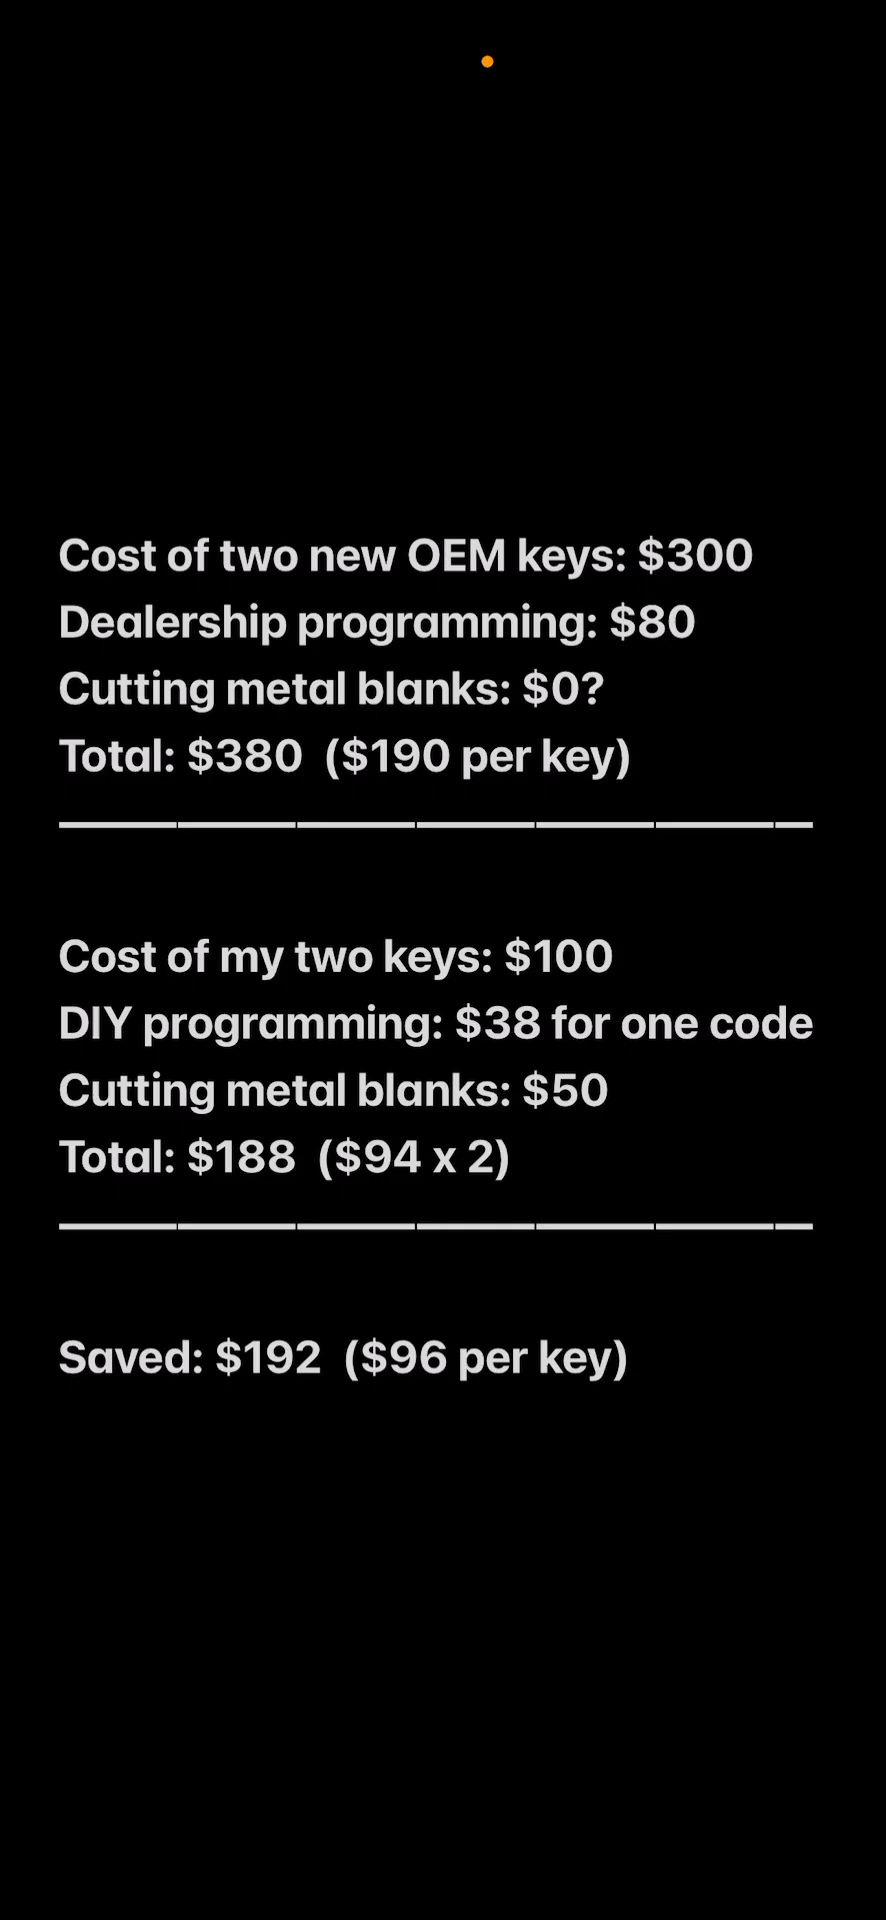 Cost of two new OEM keys: $300
Dealership programming: $80
Cutting metal blanks: $0?
Total: $380 ($190 per key)
Cost of my two keys: $100
DIY programming: $38 for one code
Cutting metal blanks: $50
Total: $188 ($94 x 2)
Saved: $192 ($96 per key)